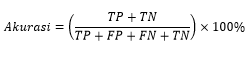 Akurasi = (TP + TN / TP + FP + FN + TN) × 100%